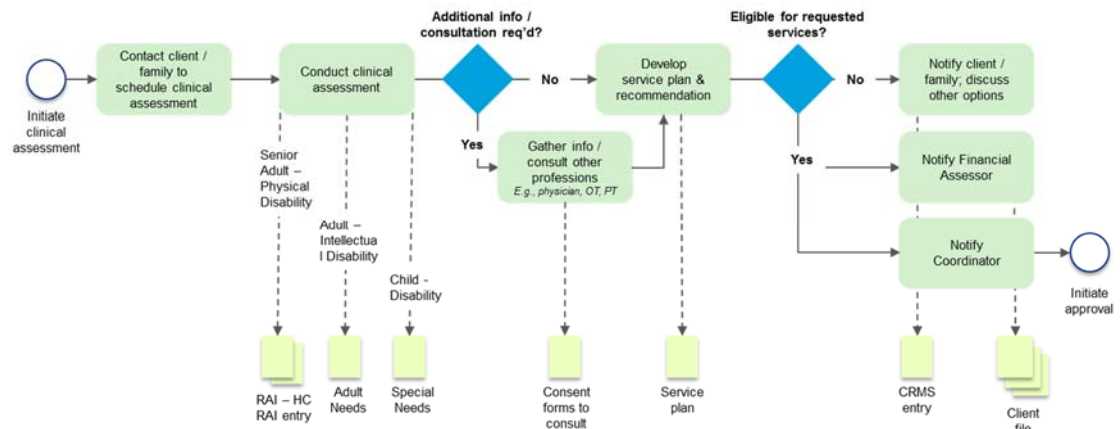 Additional info /
consultation req'd?
Eligible for requested
services?
Contact client /
family to
schedule clinical
assessment
Conduct clinical
assessment
No
Develop
service plan &
recommendation
No
Notify client /
family; discuss
other options
Initiate
clinical
assessment
Yes
Gather info /
consult other
professions
E.g., physician, OT, PT
Yes
Notify Financial
Assessor
Senior
Adult –
Physical
Disability
Adult –
Intellectua
l Disability
Child -
Disability
Notify
Coordinator
Initiate
approval
RAI – HC
RAI entry
Adult
Needs
Special
Needs
Consent
forms to
consult
Service
plan
CRMS
entry
Client
file